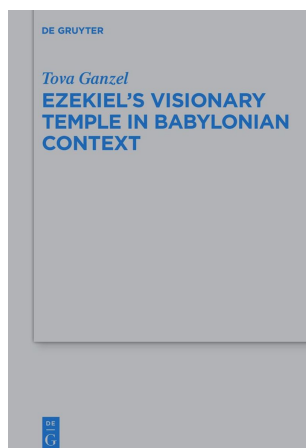 DE GRUYTER
Tova Ganzel
EZEKIEL'S VISIONARY
TEMPLE IN BABYLONIAN
CONTEXT
DE
G